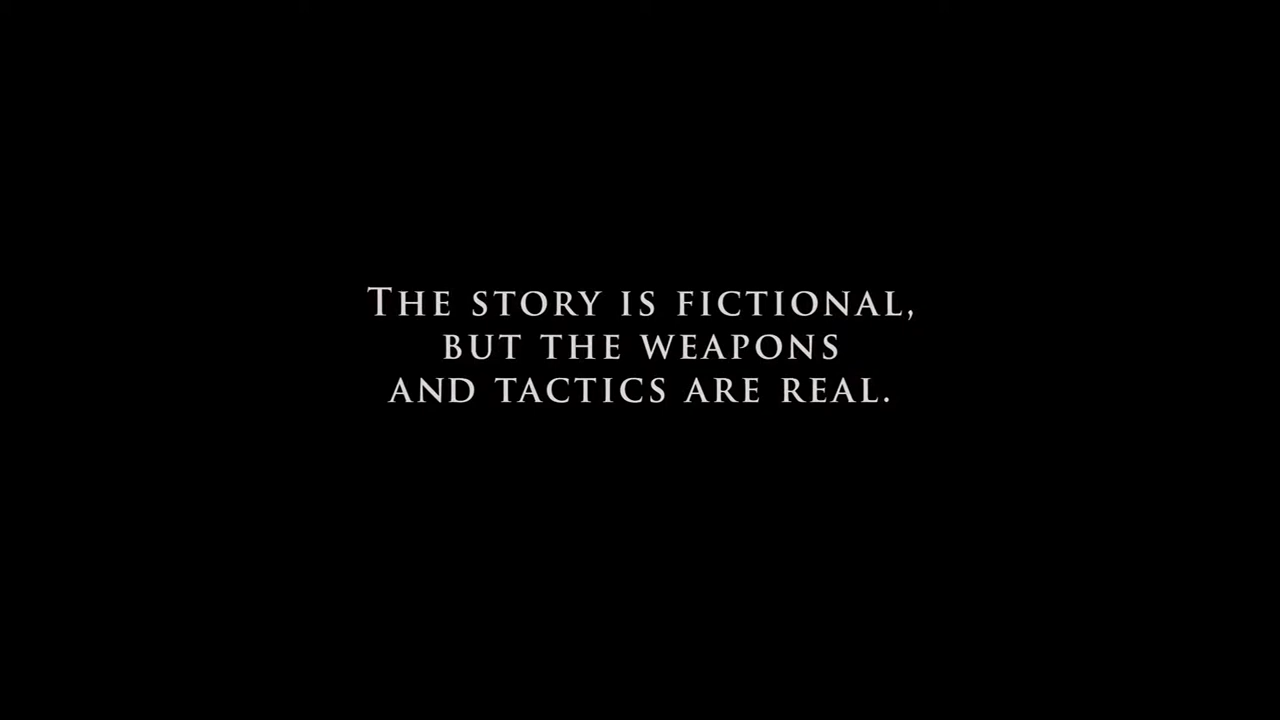 The story is fictional,
but the weapons
and tactics are real.